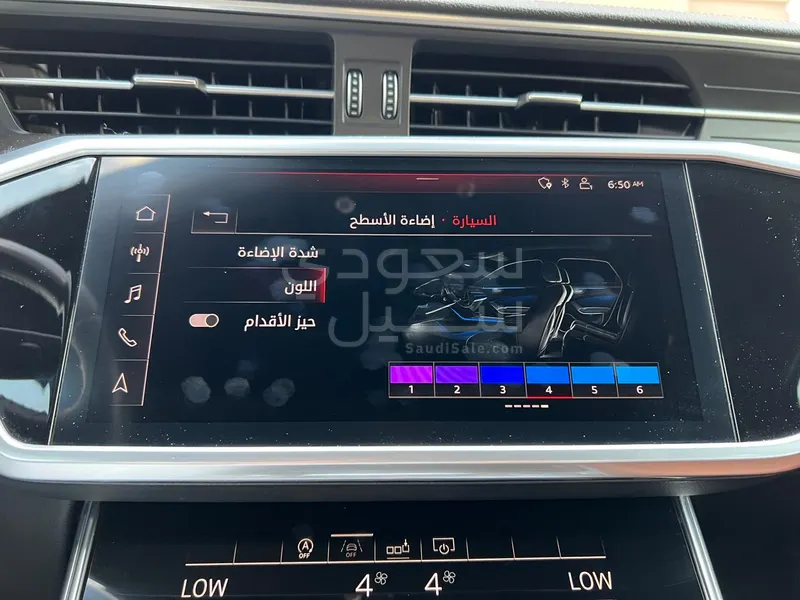 6:50 AM
السيارة · إضاءة الأسطح
شدة الإضاءة
اللون
حيز الأقدام
سعودي سيل
SaudiSale.com
1 2 3 4 5 6
OFF OFF
LOW 4 4 LOW